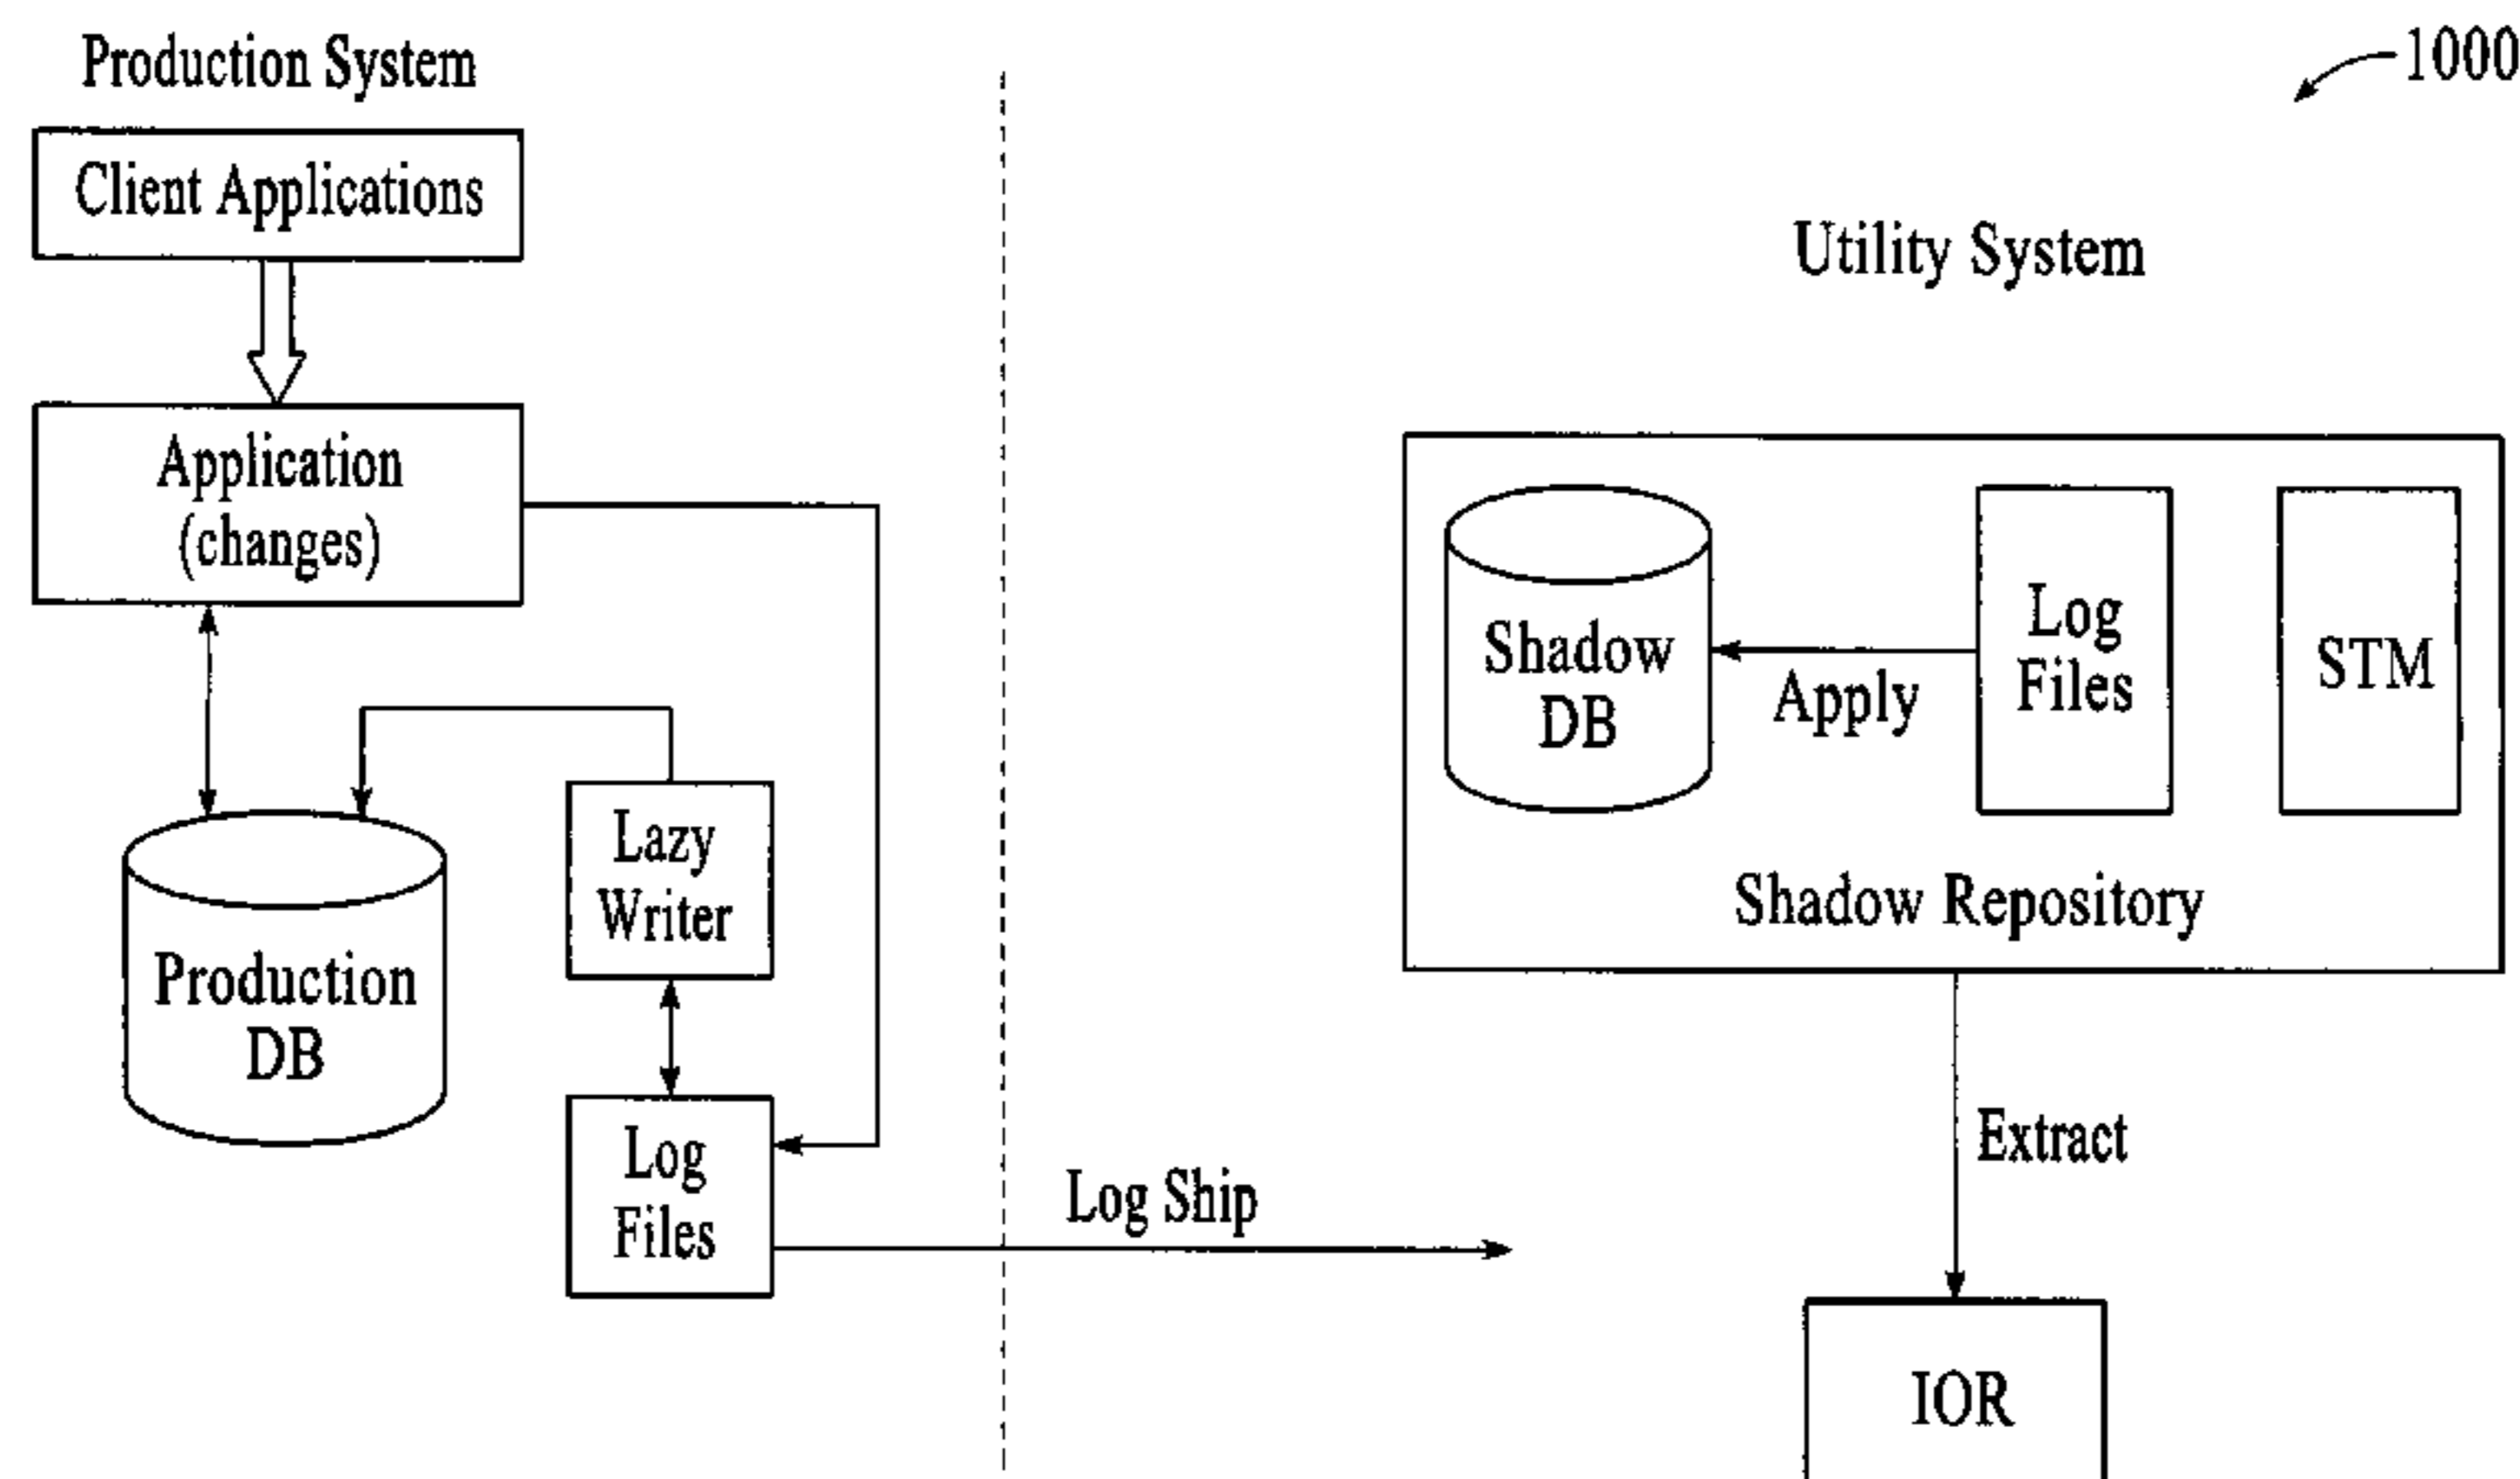 Production System
1000
Client Applications
Utility System
Application
(changes)
Shadow
DB
Apply
Log
Files
STM
Shadow Repository
Lazy
Writer
Production
DB
Log
Files
Log Ship
Extract
IOR